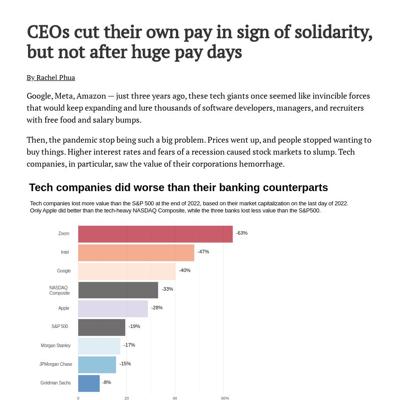 CEOs cut their own pay in sign of solidarity,
but not after huge pay days
By Rachel Phua
Google, Meta, Amazon — just three years ago, these tech giants once seemed like invincible forces
that would keep expanding and lure thousands of software developers, managers, and recruiters
with free food and salary bumps.
Then, the pandemic stop being such a big problem. Prices went up, and people stopped wanting to
buy things. Higher interest rates and fears of a recession caused stock markets to slump. Tech
companies, in particular, saw the value of their corporations hemorrhage.
Tech companies did worse than their banking counterparts
Tech companies lost more value than the S&P 500 at the end of 2022, based on their market capitalization on the last day of 2022.
Only Apple did better than the tech-heavy NASDAQ Composite, while the three banks lost less value than the S&P500.
Zoom -63%
Intel -47%
Google -40%
NASDAQ
Composite -33%
Apple -28%
S&P 500 -19%
Morgan Stanley -17%
JPMorgan Chase -15%
Goldman Sachs -8%
0 20 40 60%